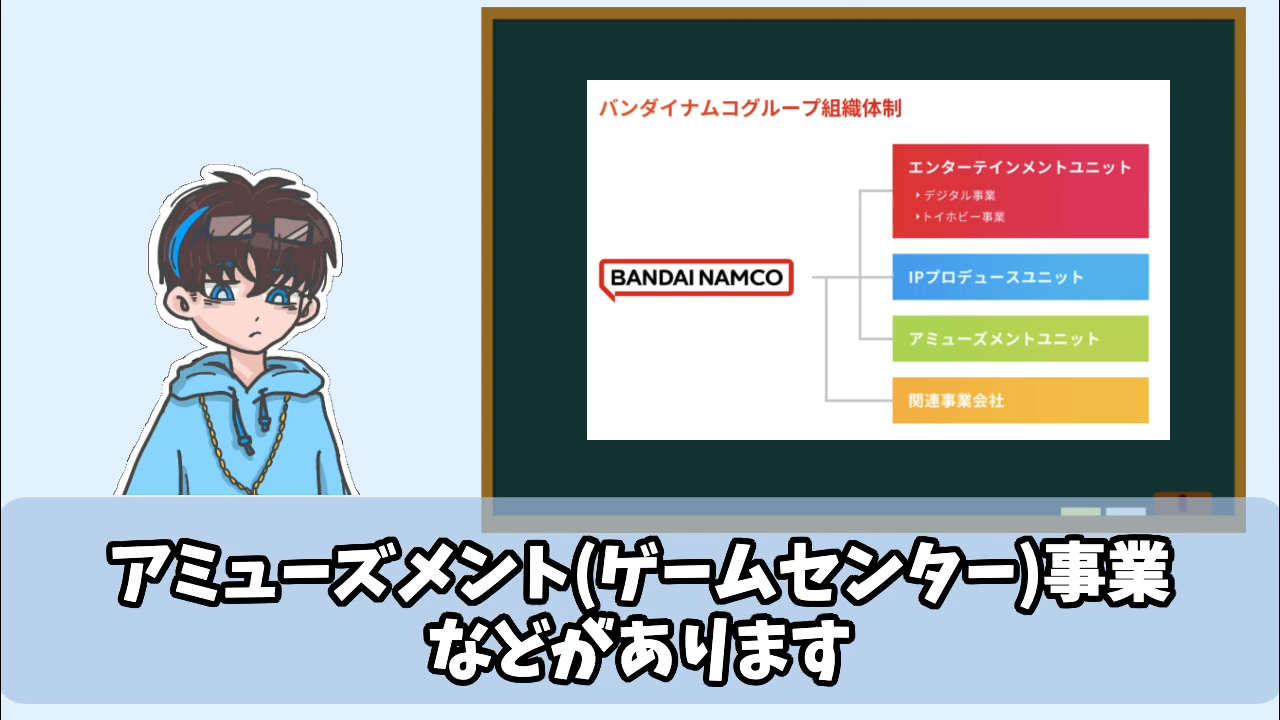 バンダイナムコグループ組織体制
エンターテインメントユニット
デジタル事業
トイホビー事業
BANDAI NAMCO
IPプロデュースユニット
アミューズメントユニット
関連事業会社
アミューズメント(ゲームセンター)事業
などがあります